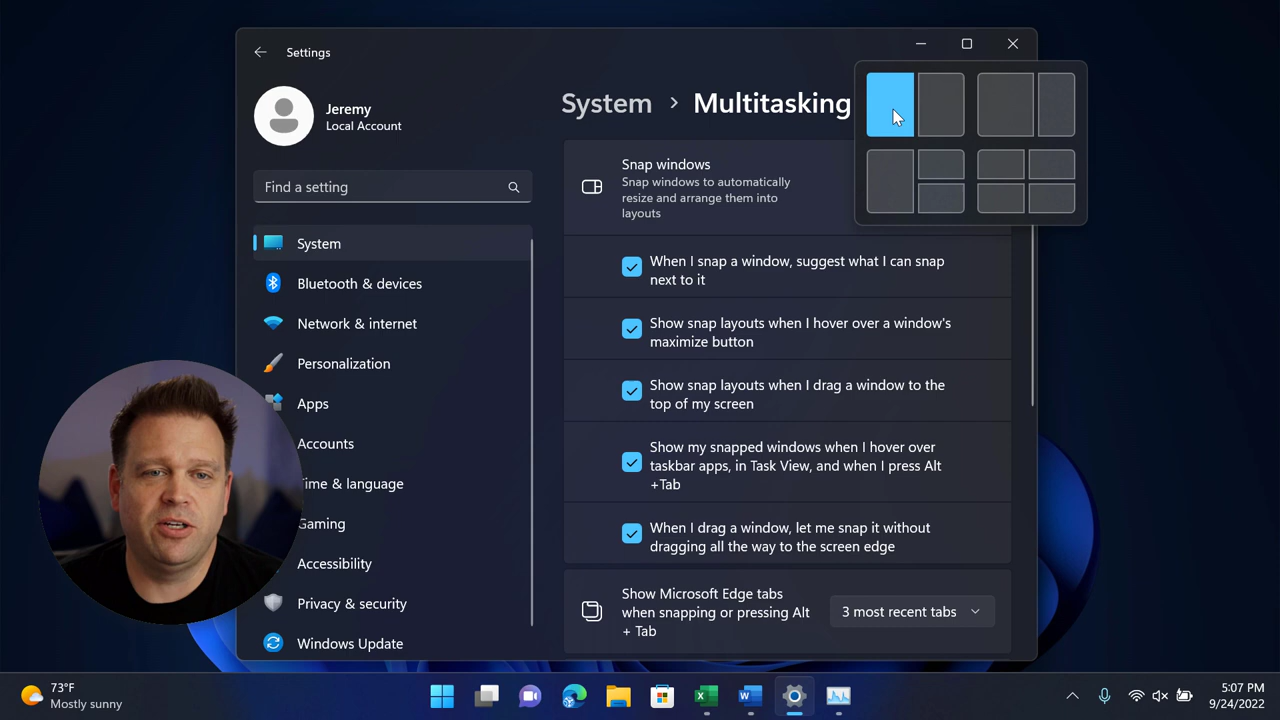 Settings
Jeremy
Local Account
Find a setting
System
Bluetooth & devices
Network & internet
Personalization
Apps
Accounts
Time & language
Gaming
Accessibility
Privacy & security
Windows Update
System > Multitasking
Snap windows
Snap windows to automatically
resize and arrange them into
layouts
When I snap a window, suggest what I can snap
next to it
Show snap layouts when I hover over a window's
maximize button
Show snap layouts when I drag a window to the
top of my screen
Show my snapped windows when I hover over
taskbar apps, in Task View, and when I press Alt
+Tab
When I drag a window, let me snap it without
dragging all the way to the screen edge
Show Microsoft Edge tabs
when snapping or pressing Alt
+ Tab
3 most recent tabs
73°F
Mostly sunny
5:07 PM
9/24/2022